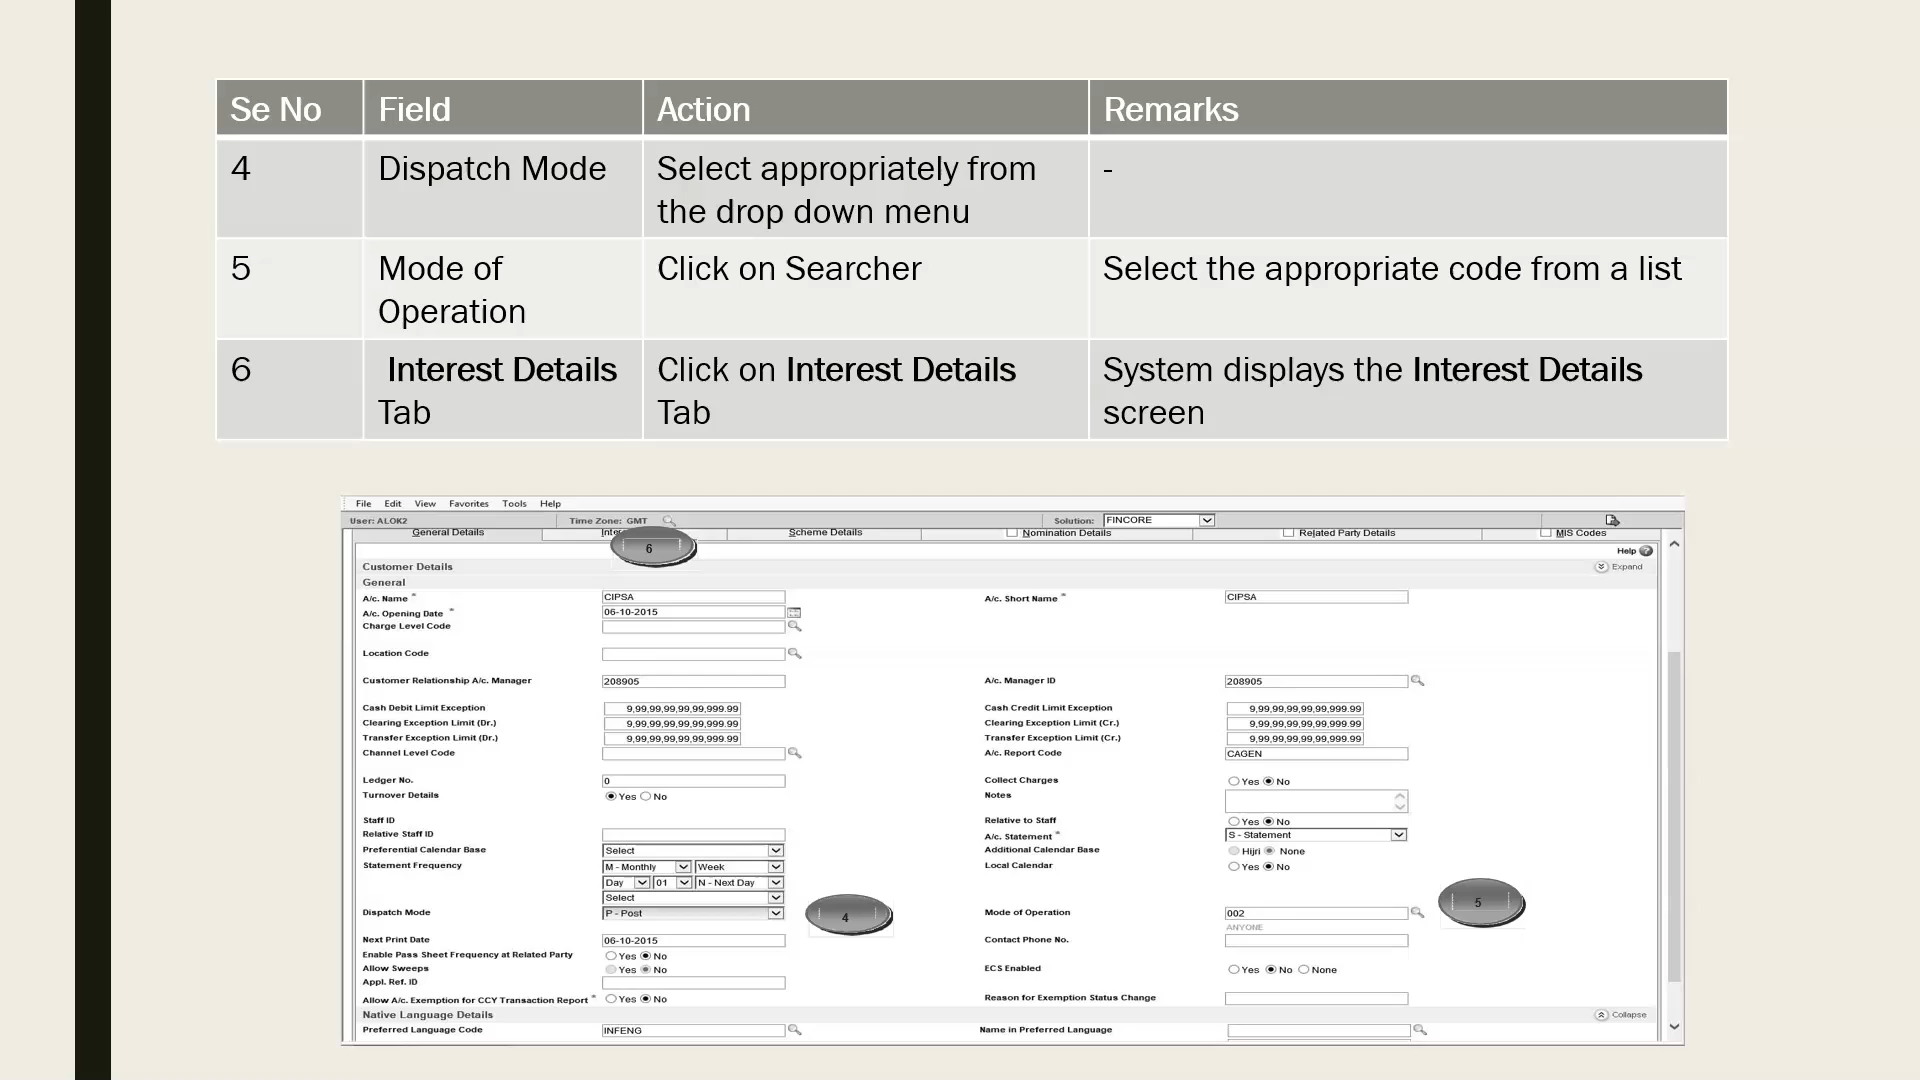 Se No Field Action Remarks
4 Dispatch Mode Select appropriately from -
the drop down menu
5 Mode of Click on Searcher Select the appropriate code from a list
Operation
6 Interest Details Click on Interest Details System displays the Interest Details
Tab Tab screen
File Edit View Favorites Tools Help
User: ALOK2 Time Zone: GMT Solution: FINCORE
General Details Scheme Details Nomination Details Related Party Details MIS Codes
6
Help ?
Customer Details Expand
General
A/c. Name * CIPSA A/c. Short Name * CIPSA
A/c. Opening Date * 06-10-2015
Charge Level Code
Location Code
Customer Relationship A/c. Manager 208905 A/c. Manager ID 208905
Cash Debit Limit Exception 9,99,99,99,99,99,999.99 Cash Credit Limit Exception 9,99,99,99,99,99,999.99
Clearing Exception Limit (Dr.) 9,99,99,99,99,99,999.99 Clearing Exception Limit (Cr.) 9,99,99,99,99,99,999.99
Transfer Exception Limit (Dr.) 9,99,99,99,99,99,999.99 Transfer Exception Limit (Cr.) 9,99,99,99,99,99,999.99
Channel Level Code A/c. Report Code CAGEN
Ledger No. 0 Collect Charges Yes No
Turnover Details Yes No Notes
Staff ID Relative to Staff Yes No
Relative Staff ID A/c. Statement * S - Statement
Preferential Calendar Base Select Additional Calendar Base Hijri None
Statement Frequency M - Monthly Week Local Calendar Yes No
Day 01 N - Next Day
Select
Dispatch Mode P - Post 4 Mode of Operation 002 5
ANYONE
Next Print Date 06-10-2015 Contact Phone No.
Enable Pass Sheet Frequency at Related Party Yes No
Allow Sweeps Yes No ECS Enabled Yes No None
Appl. Ref. ID
Allow A/c. Exemption for CCY Transaction Report * Yes No Reason for Exemption Status Change
Native Language Details Collapse
Preferred Language Code INFENG Name in Preferred Language